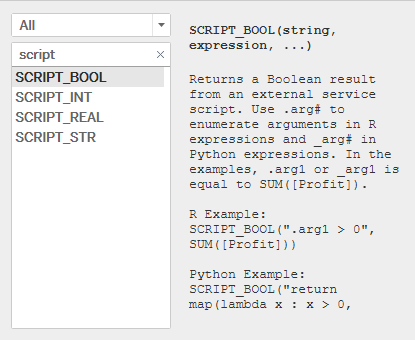 All
script
SCRIPT_BOOL
SCRIPT_INT
SCRIPT_REAL
SCRIPT_STR
SCRIPT_BOOL(string,
expression, ...)
Returns a Boolean result
from an external service
script. Use .arg# to
enumerate arguments in R
expressions and _arg# in
Python expressions. In the
examples, .arg1 or _arg1 is
equal to SUM([Profit]).
R Example:
SCRIPT_BOOL(".arg1 > 0",
SUM([Profit]))
Python Example:
SCRIPT_BOOL("return
map(lambda x : x > 0,